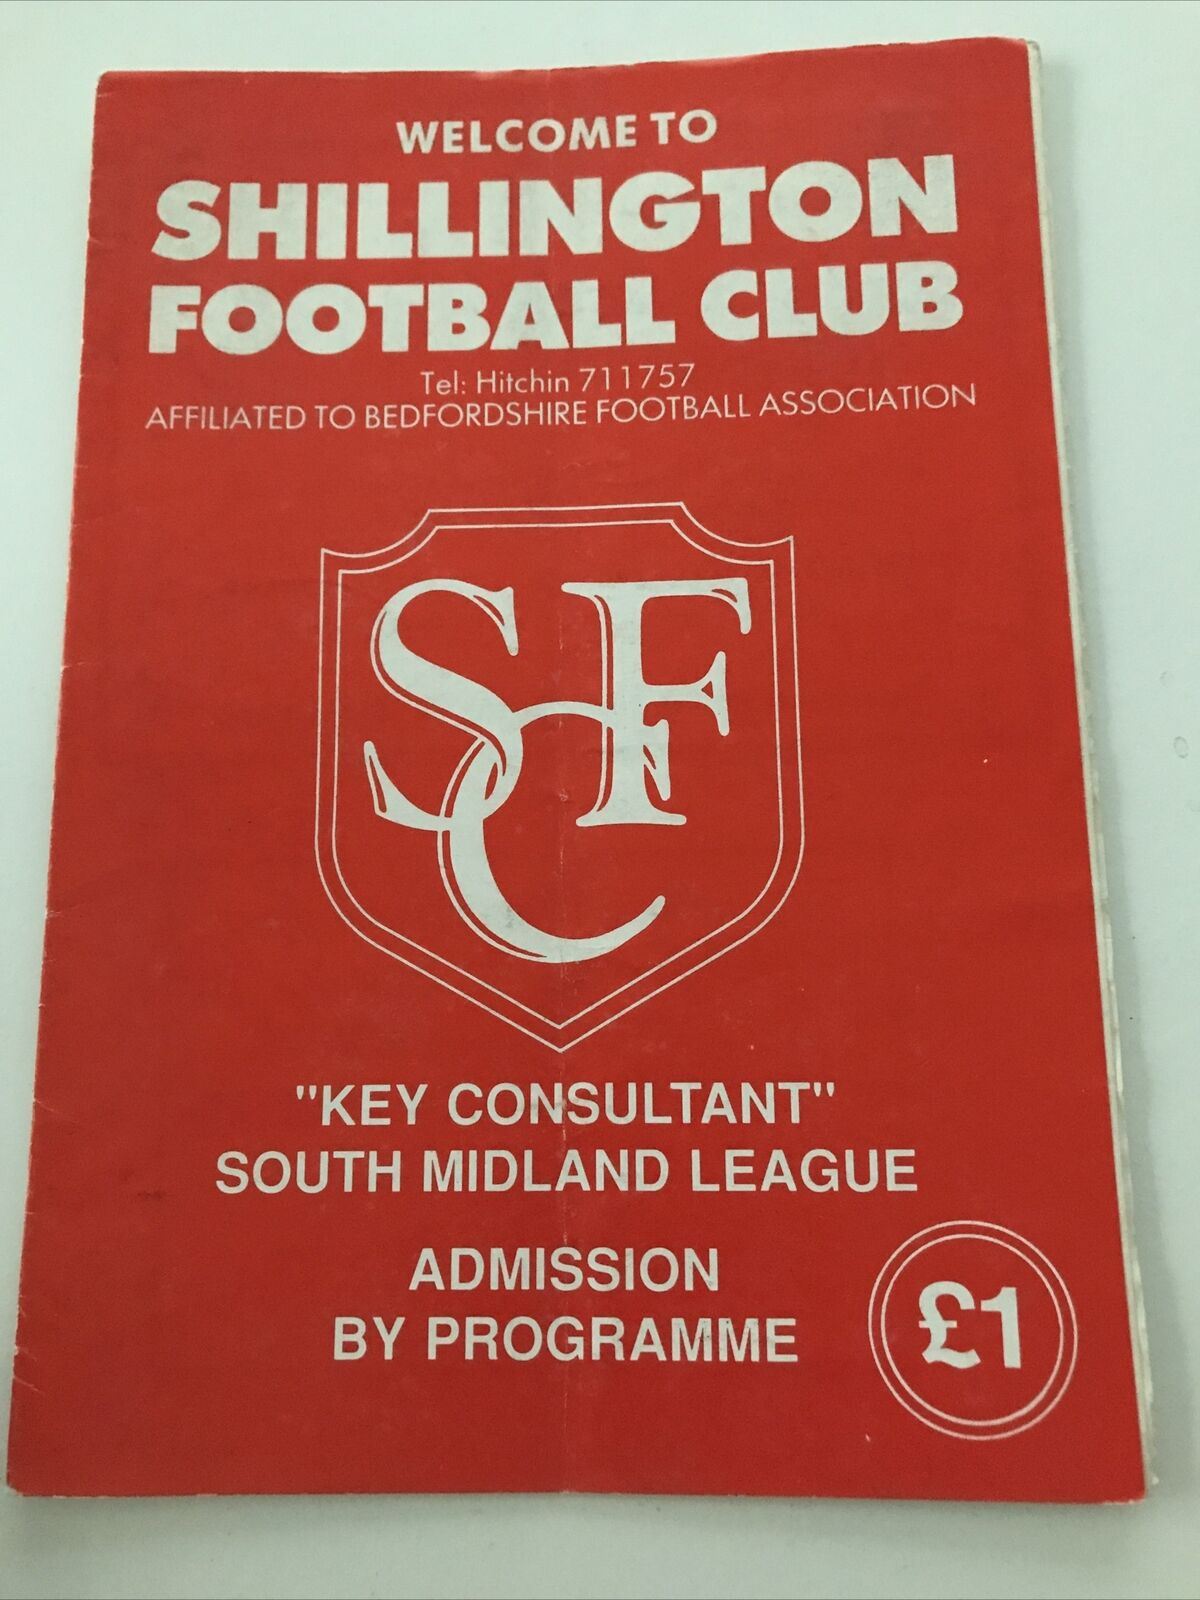 WELCOME TO
SHILLINGTON
FOOTBALL CLUB
Tel: Hitchin 711757
AFFILIATED TO BEDFORDSHIRE FOOTBALL ASSOCIATION
SFC
"KEY CONSULTANT"
SOUTH MIDLAND LEAGUE
ADMISSION
BY PROGRAMME
£1